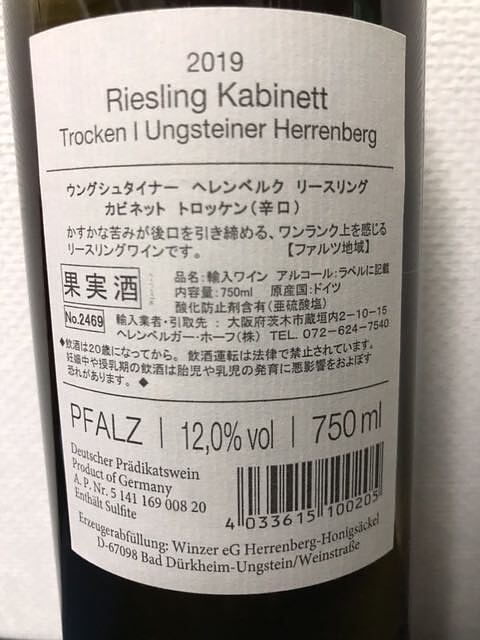 2019
Riesling Kabinett
Trocken I Ungsteiner Herrenberg
ウングシュタイナー ヘレンベルク リースリング
カビネット トロッケン(辛口)
かすかな苦みが後口を引き締める、ワンランク上を感じる
リースリングワインです。 【ファルツ地域】
果実酒
品名:輸入ワイン アルコール:ラベルに記載
内容量:750ml 原産国:ドイツ
酸化防止剤含有(亜硫酸塩)
No.2469
輸入業者・引取先 : 大阪府茨木市蔵垣内2-10-15
ヘレンベルガー・ホーフ(株) TEL. 072-624-7540
◆飲酒は20歳になってから。 飲酒運転は法律で禁止されています。
妊娠中や授乳期の飲酒は胎児や乳児の発育に悪影響をおよぼす
恐れがあります。 ◆
PFALZ | 12,0% vol | 750 ml
Deutscher Prädikatswein
Product of Germany
A. P. Nr. 5 141 169 008 20
Enthält Sulfite
4 033615 100205
Erzeugerabfüllung: Winzer eG Herrenberg-Honigsäckel
D-67098 Bad Dürkheim-Ungstein/Weinstraße